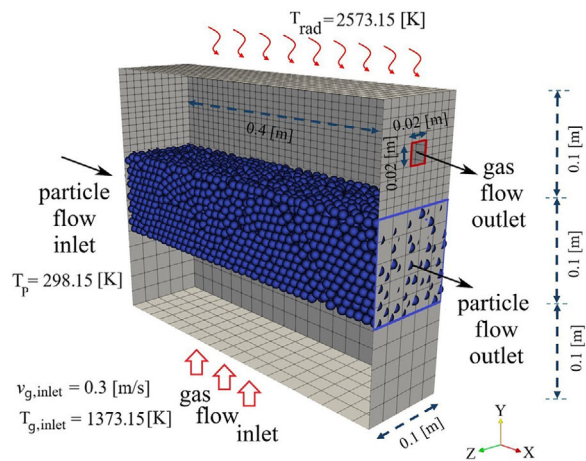 T_rad = 2573.15 [K]
0.4 [m]
0.02 [m]
0.02 [m]
gas
flow
outlet
0.1 [m]
particle
flow
inlet
0.1 [m]
T_P = 298.15 [K]
particle
flow
outlet
0.1 [m]
v_g,inlet = 0.3 [m/s]
T_g,inlet = 1373.15 [K]
gas
flow
inlet
0.1 [m]
Y
Z
X